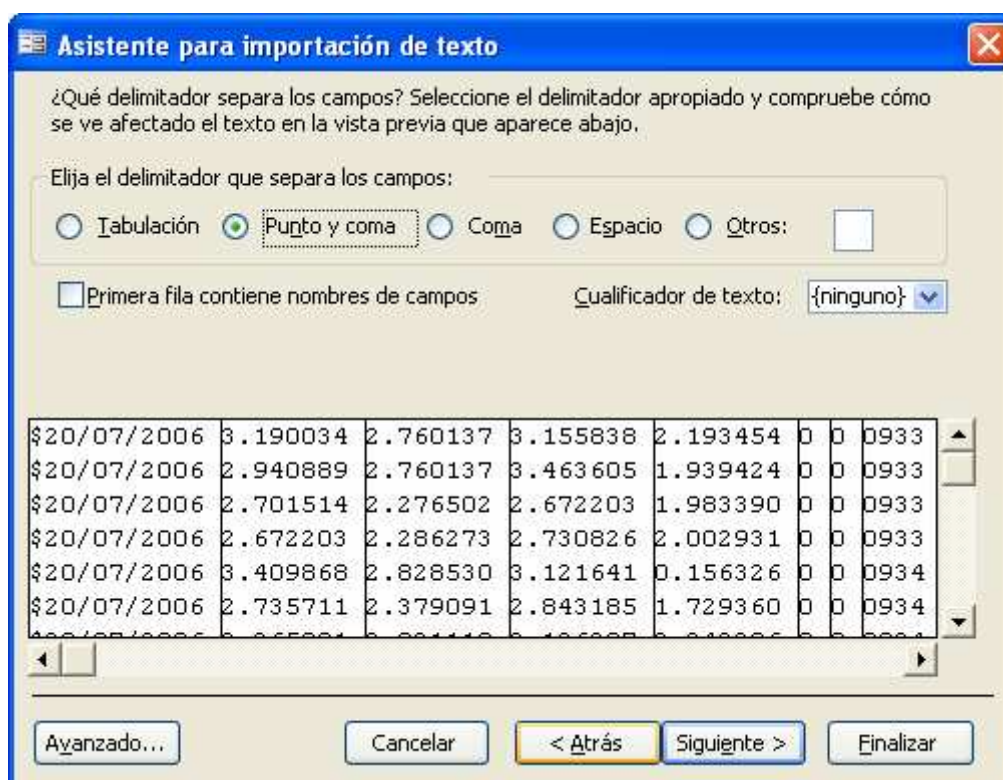 Asistente para importación de texto
¿Qué delimitador separa los campos? Seleccione el delimitador apropiado y compruebe cómo
se ve afectado el texto en la vista previa que aparece abajo.
Elija el delimitador que separa los campos:
Tabulación Punto y coma Coma Espacio Otros:
Primera fila contiene nombres de campos Cualificador de texto: {ninguno}
$20/07/2006 3.190034 2.760137 3.155838 2.193454 0 0 0933
$20/07/2006 2.940889 2.760137 3.463605 1.939424 0 0 0933
$20/07/2006 2.701514 2.276502 2.672203 1.983390 0 0 0933
$20/07/2006 2.672203 2.286273 2.730826 2.002931 0 0 0933
$20/07/2006 3.409868 2.828530 3.121641 0.156326 0 0 0934
$20/07/2006 2.735711 2.379091 2.843185 1.729360 0 0 0934
Avanzado... Cancelar < Atrás Siguiente > Finalizar